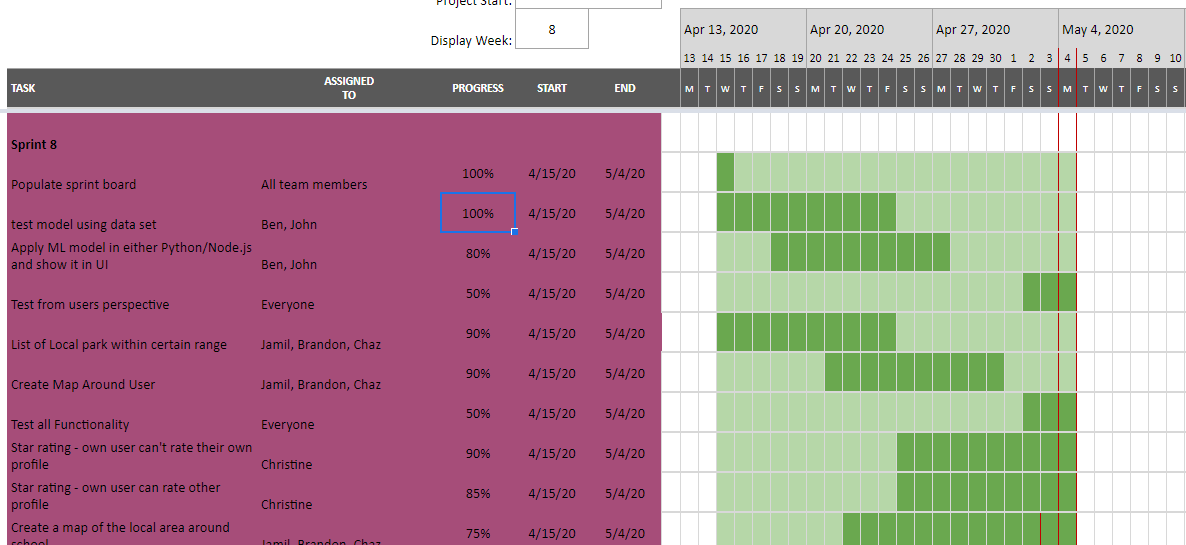 Project Start:
8
Display Week:
Apr 13, 2020 Apr 20, 2020 Apr 27, 2020 May 4, 2020
13 14 15 16 17 18 19 20 21 22 23 24 25 26 27 28 29 30 1 2 3 4 5 6 7 8 9 10
TASK ASSIGNED TO PROGRESS START END M T W T F S S M T W T F S S M T W T F S S M T W T F S S
Sprint 8
Populate sprint board All team members 100% 4/15/20 5/4/20
test model using data set Ben, John 100% 4/15/20 5/4/20
Apply ML model in either Python/Node.js
and show it in UI Ben, John 80% 4/15/20 5/4/20
Test from users perspective Everyone 50% 4/15/20 5/4/20
List of Local park within certain range Jamil, Brandon, Chaz 90% 4/15/20 5/4/20
Create Map Around User Jamil, Brandon, Chaz 90% 4/15/20 5/4/20
Test all Functionality Everyone 50% 4/15/20 5/4/20
Star rating - own user can't rate their own
profile Christine 90% 4/15/20 5/4/20
Star rating - own user can rate other
profile Christine 85% 4/15/20 5/4/20
Create a map of the local area around
school Jamil, Brandon, Chaz 75% 4/15/20 5/4/20